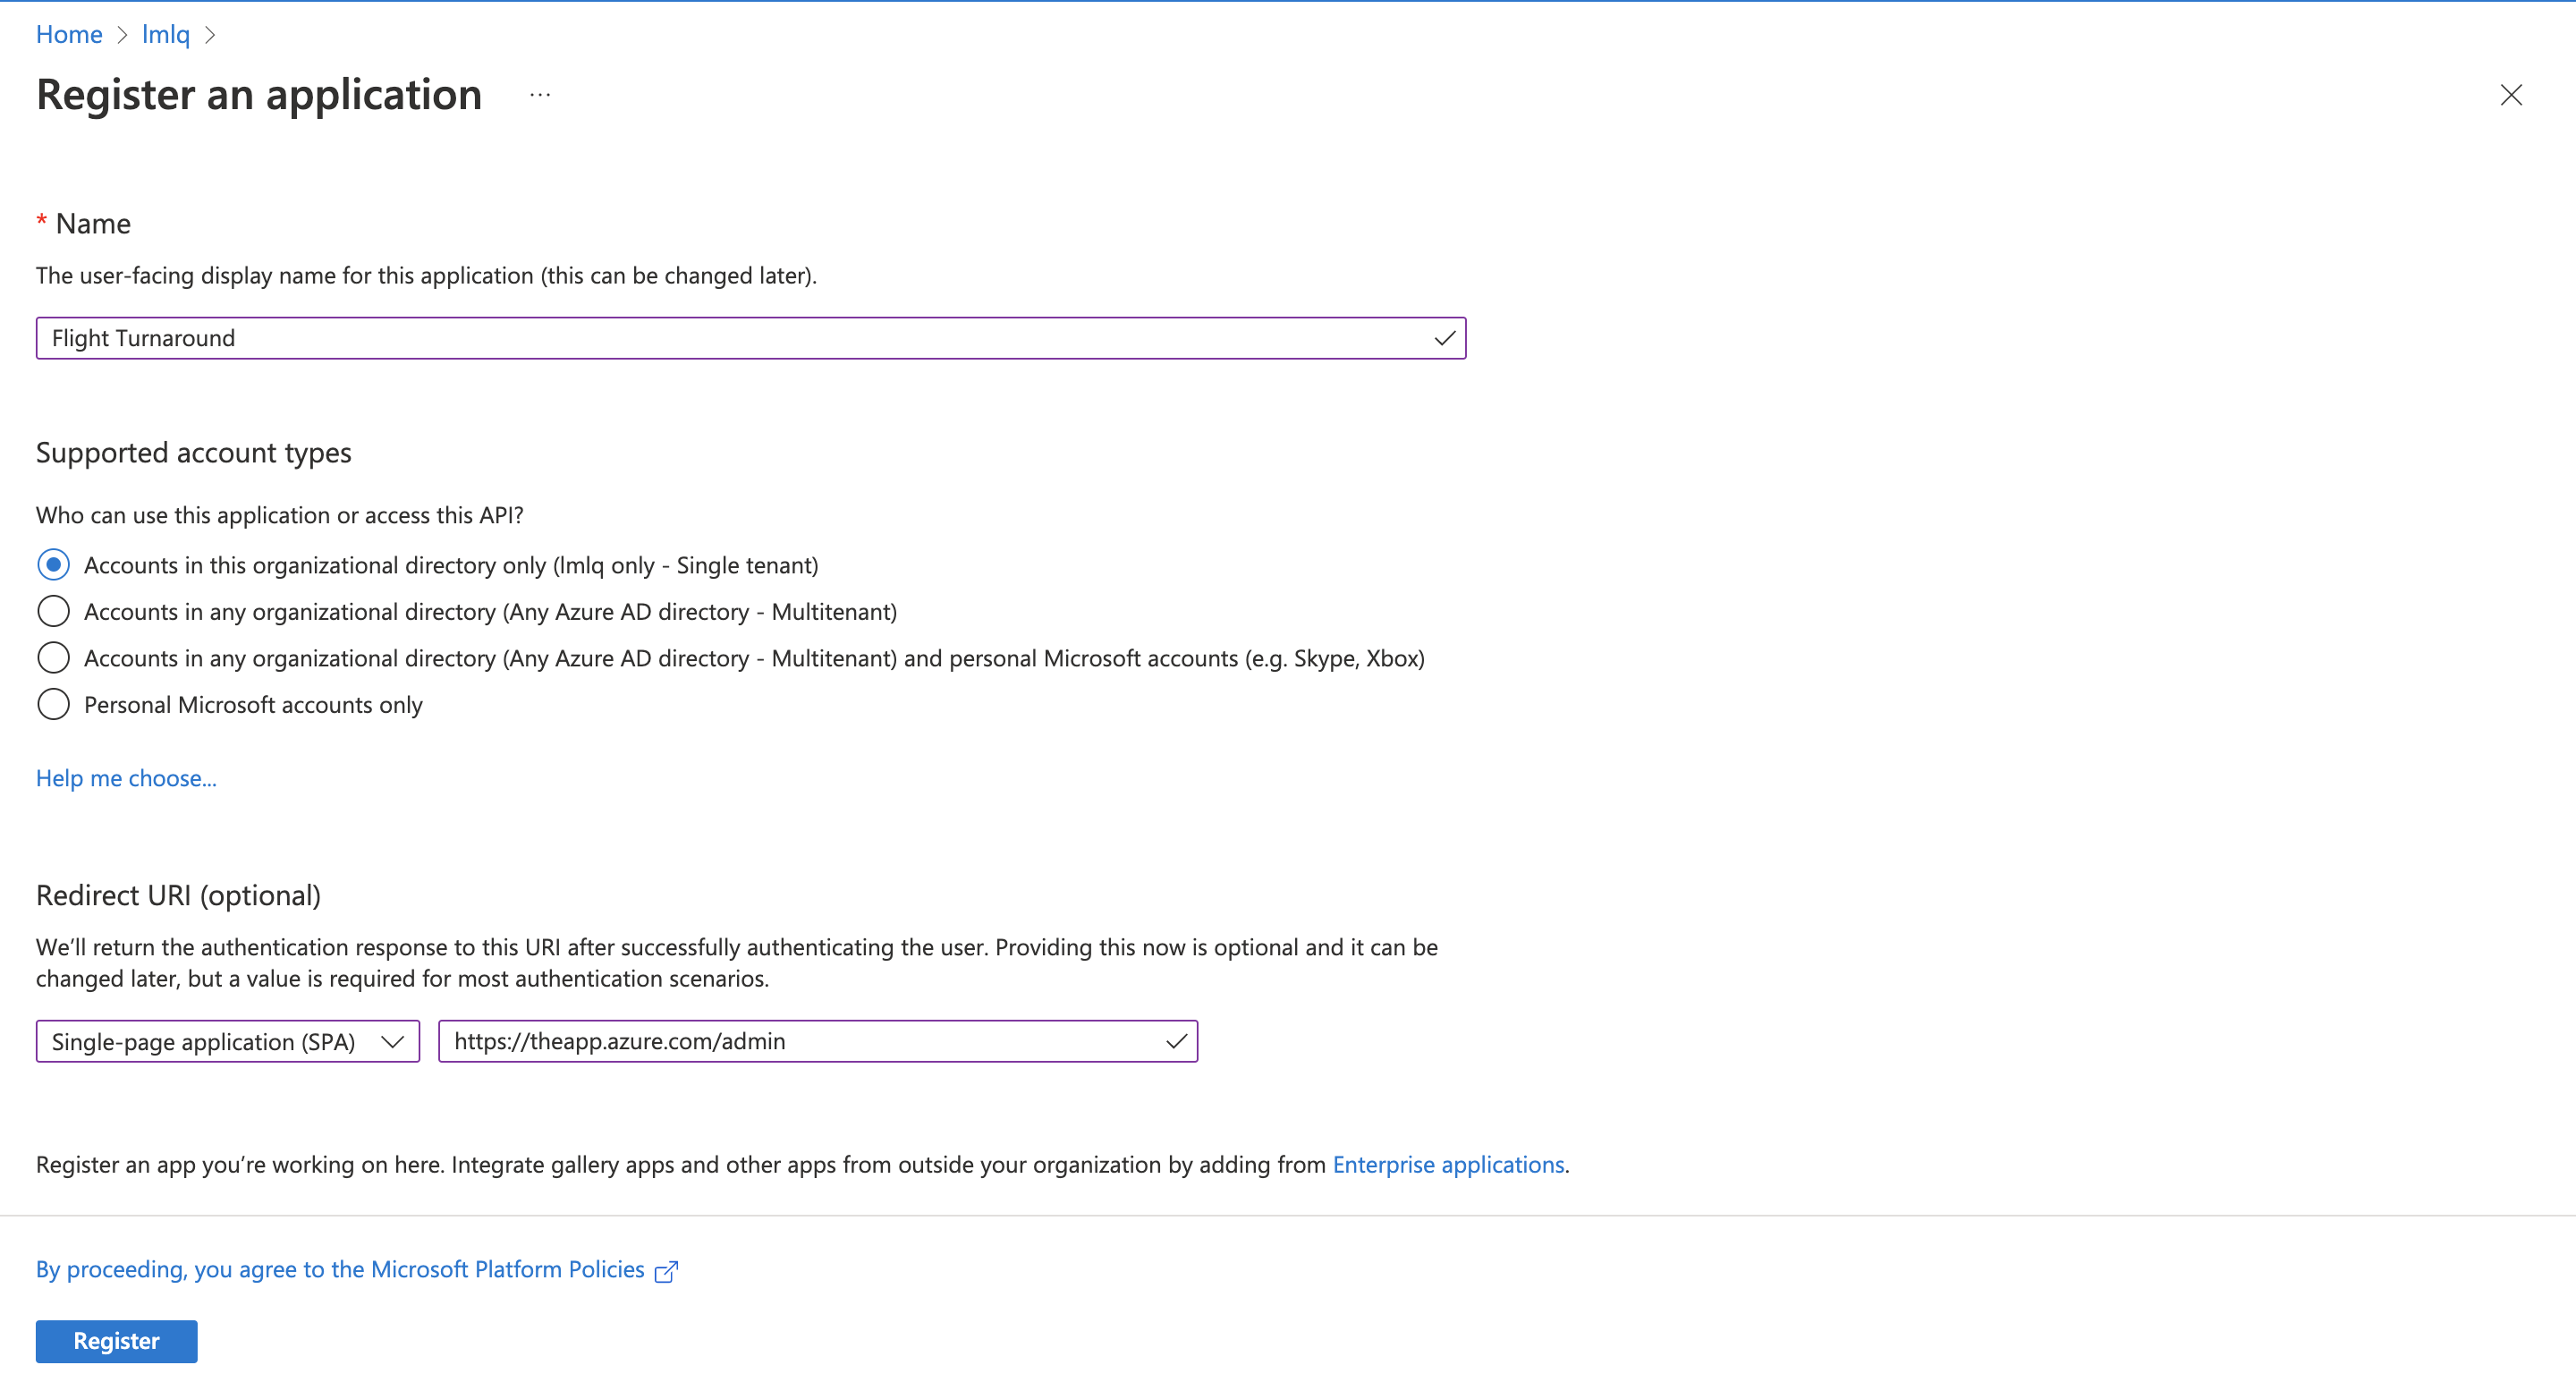 Home > lmlq >
Register an application ...
* Name
The user-facing display name for this application (this can be changed later).
Flight Turnaround
Supported account types
Who can use this application or access this API?
Accounts in this organizational directory only (lmlq only - Single tenant)
Accounts in any organizational directory (Any Azure AD directory - Multitenant)
Accounts in any organizational directory (Any Azure AD directory - Multitenant) and personal Microsoft accounts (e.g. Skype, Xbox)
Personal Microsoft accounts only
Help me choose...
Redirect URI (optional)
We’ll return the authentication response to this URI after successfully authenticating the user. Providing this now is optional and it can be
changed later, but a value is required for most authentication scenarios.
Single-page application (SPA) https://theapp.azure.com/admin
Register an app you’re working on here. Integrate gallery apps and other apps from outside your organization by adding from Enterprise applications.
By proceeding, you agree to the Microsoft Platform Policies
Register